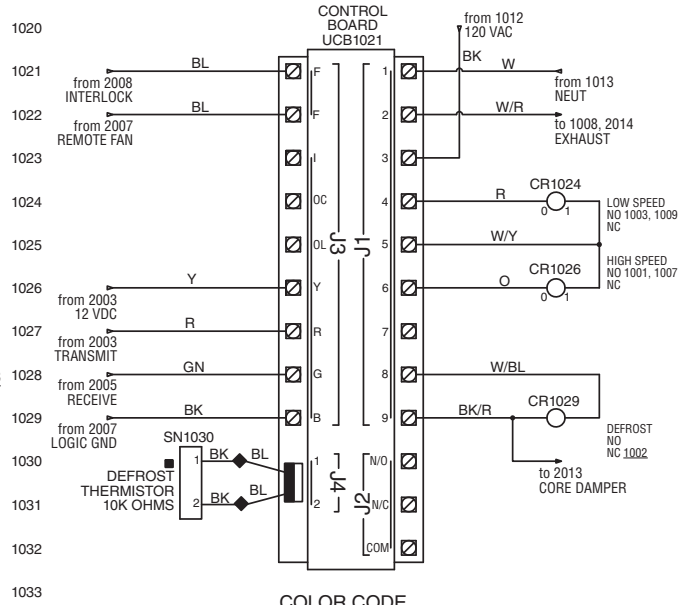 CONTROL
BOARD
UCB1021
1020
from 1012
120 VAC
BK
1021
BL
F
1
W
from 2008
INTERLOCK
from 1013
NEUT
1022
BL
F
2
W/R
from 2007
REMOTE FAN
to 1008, 2014
EXHAUST
1023
I
3
1024
OC
4
R
CR1024
0 1
LOW SPEED
NO 1003, 1009
NC
1025
OL
J3
J1
5
W/Y
HIGH SPEED
NO 1001, 1007
NC
1026
Y
Y
6
O
CR1026
0 1
from 2003
12 VDC
1027
R
R
7
from 2003
TRANSMIT
1028
GN
G
8
W/BL
from 2005
RECEIVE
1029
BK
B
9
BK/R
CR1029
from 2007
LOGIC GND
DEFROST
NO
NC 1002
SN1030
1030
1
BK
BL
1
N/O
to 2013
CORE DAMPER
DEFROST
THERMISTOR
10K OHMS
J4
J2
1031
2
BK
BL
2
N/C
1032
COM
1033
COLOR CODE